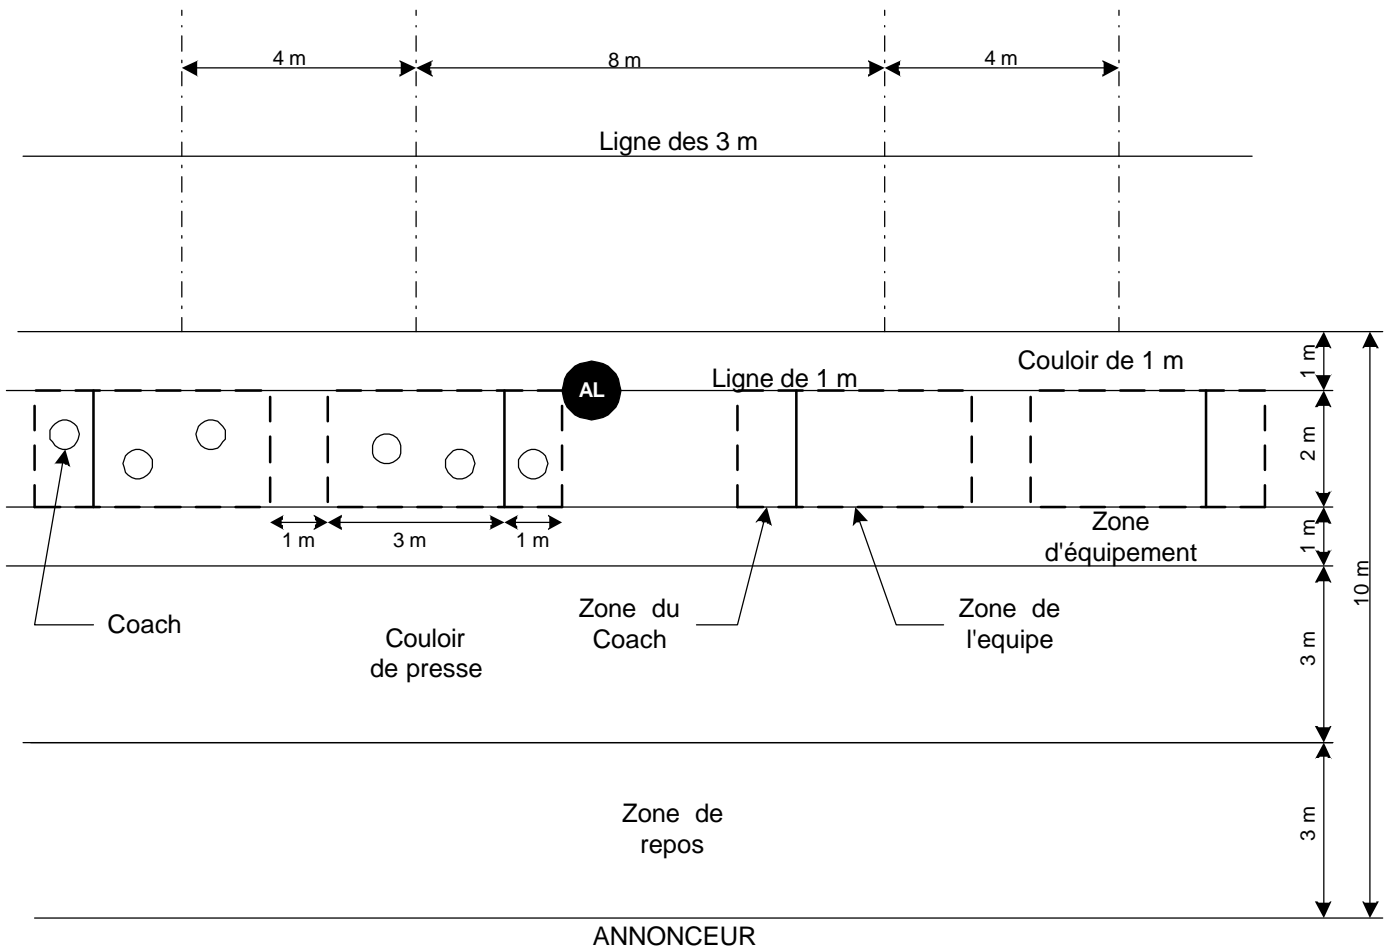 4 m
8 m
4 m
Ligne des 3 m
Couloir de 1 m
1 m
Ligne de 1 m
AL
2 m
1 m
3 m
1 m
Zone
d'équipement
1 m
10 m
Coach
Couloir
de presse
Zone du
Coach
Zone de
l'equipe
3 m
Zone de
repos
3 m
ANNONCEUR